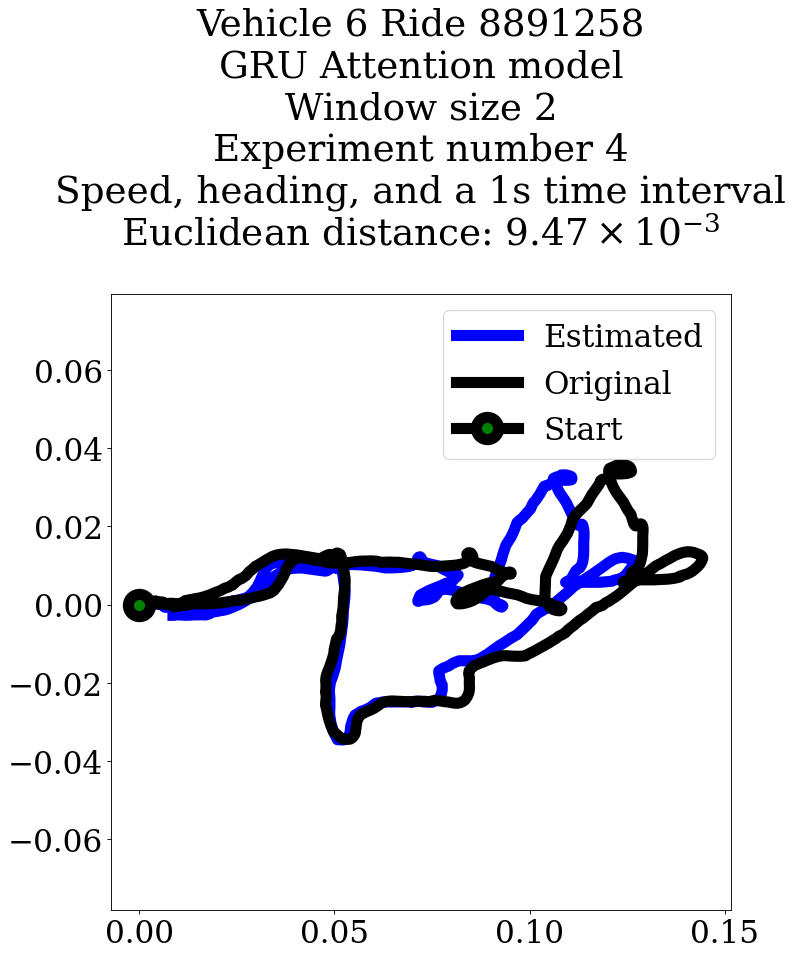 Vehicle 6 Ride 8891258
GRU Attention model
Window size 2
Experiment number 4
Speed, heading, and a 1s time interval
Euclidean distance: 9.47 × 10⁻³
Estimated
Original
Start
0.06
0.04
0.02
0.00
−0.02
−0.04
−0.06
0.00 0.05 0.10 0.15